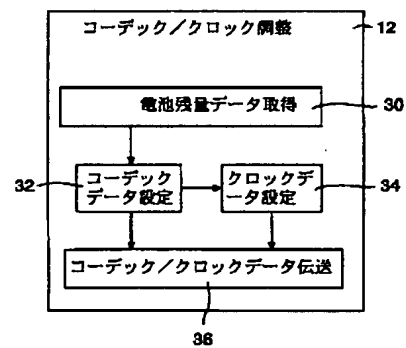 コーデック／クロック調整
12
電池残量データ取得
30
32
コーデック
データ設定
クロックデ
ータ設定
34
コーデック／クロックデータ伝送
36